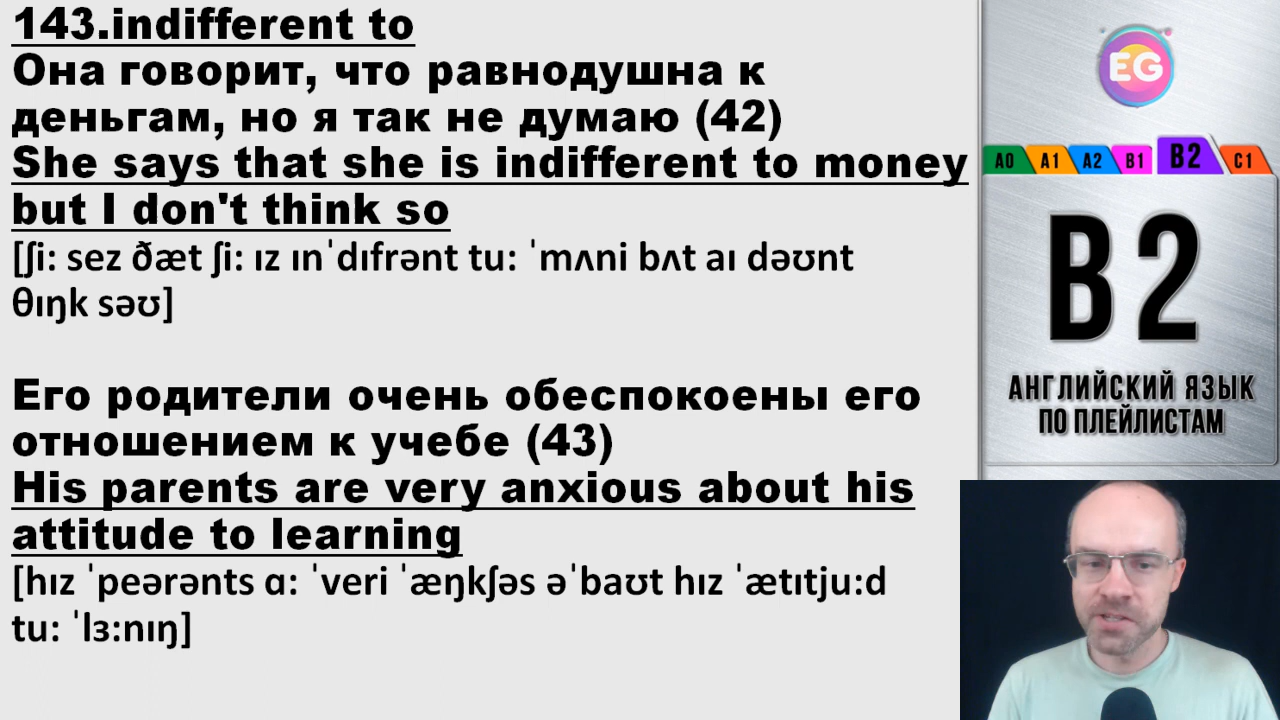 143.indifferent to
Она говорит, что равнодушна к
деньгам, но я так не думаю (42)
She says that she is indifferent to money
but I don't think so
[ʃi: sez ðæt ʃi: ɪz ɪnˈdɪfrənt tu: ˈmʌni bʌt aɪ dəʊnt
θɪŋk səʊ]
Его родители очень обеспокоены его
отношением к учебе (43)
His parents are very anxious about his
attitude to learning
[hɪz ˈpeərənts ɑ: ˈveri ˈæŋkʃəs əˈbaʊt hɪz ˈætɪtju:d
tu: ˈlɜ:nɪŋ]
EG
A0 A1 A2 B1 B2 C1
B2
АНГЛИЙСКИЙ ЯЗЫК
ПО ПЛЕЙЛИСТАМ